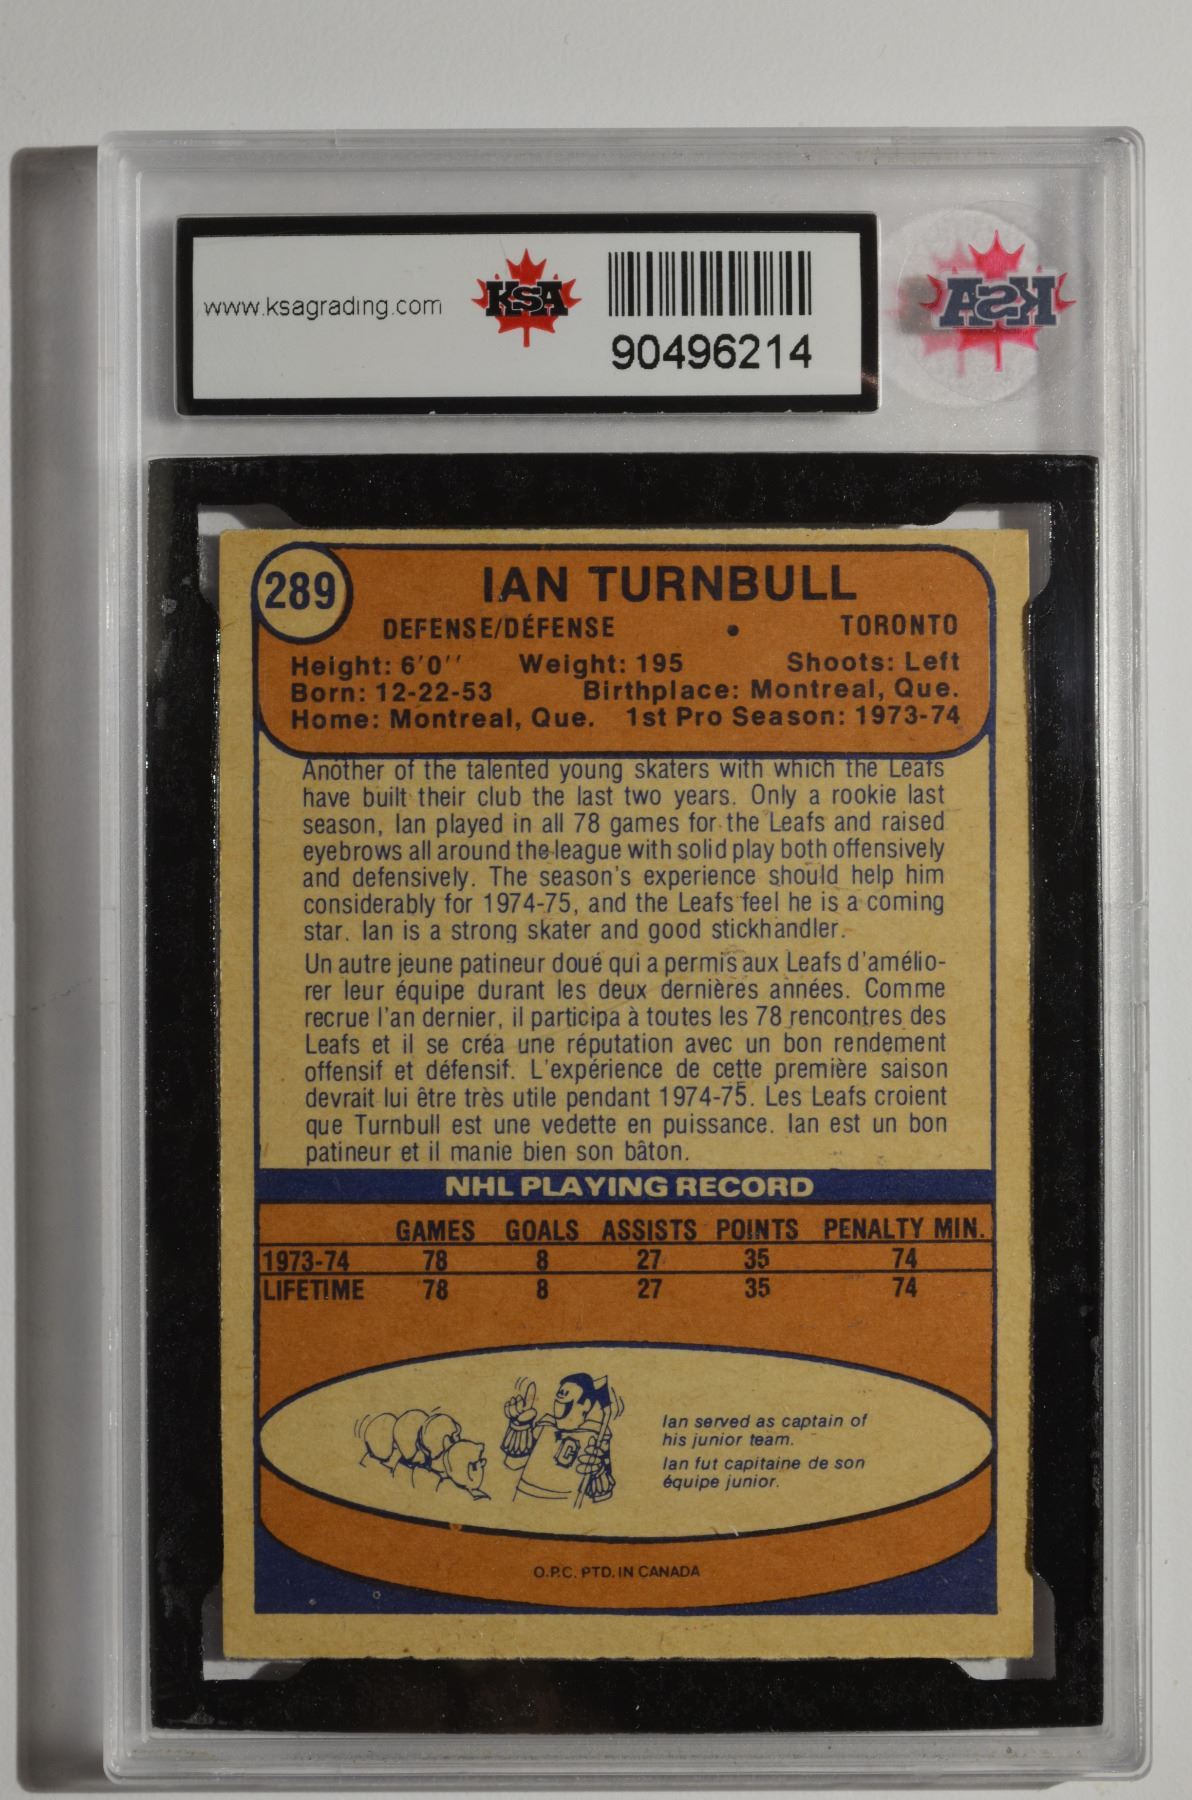 www.ksagrading.com
KSA
90496214
KSA
289
IAN TURNBULL
DEFENSE/DÉFENSE • TORONTO
Height: 6'0'' Weight: 195 Shoots: Left
Born: 12-22-53 Birthplace: Montreal, Que.
Home: Montreal, Que. 1st Pro Season: 1973-74
Another of the talented young skaters with which the Leafs
have built their club the last two years. Only a rookie last
season, Ian played in all 78 games for the Leafs and raised
eyebrows all around the league with solid play both offensively
and defensively. The season's experience should help him
considerably for 1974-75, and the Leafs feel he is a coming
star. Ian is a strong skater and good stickhandler.
Un autre jeune patineur doué qui a permis aux Leafs d'amélio-
rer leur équipe durant les deux dernières années. Comme
recrue l'an dernier, il participa à toutes les 78 rencontres des
Leafs et il se créa une réputation avec un bon rendement
offensif et défensif. L'expérience de cette première saison
devrait lui être très utile pendant 1974-75. Les Leafs croient
que Turnbull est une vedette en puissance. Ian est un bon
patineur et il manie bien son bâton.
NHL PLAYING RECORD
GAMES GOALS ASSISTS POINTS PENALTY MIN.
1973-74 78 8 27 35 74
LIFETIME 78 8 27 35 74
C
Ian served as captain of
his junior team.
Ian fut capitaine de son
équipe junior.
O.P.C. PTD. IN CANADA